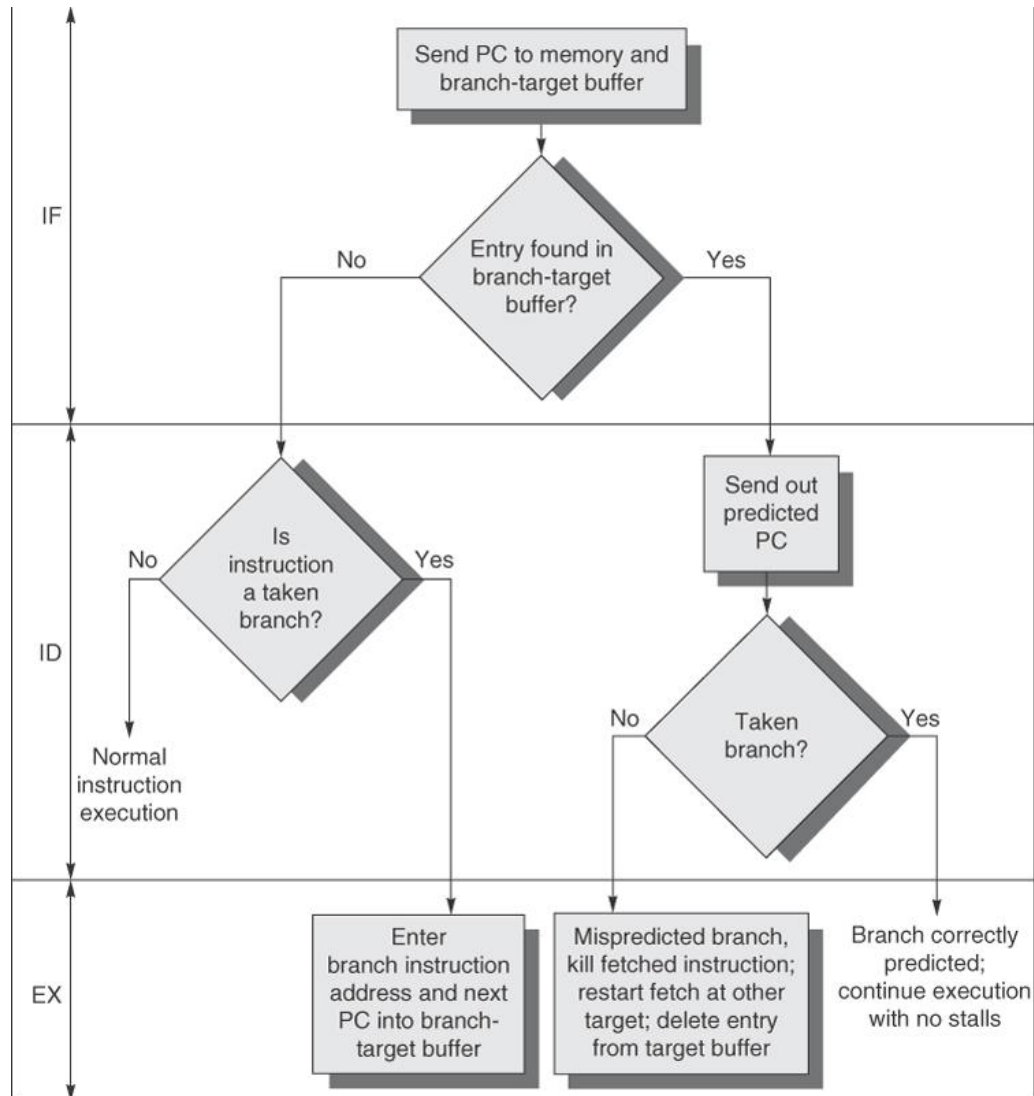 Send PC to memory and
branch-target buffer
IF
Entry found in
branch-target
buffer?
No
Yes
Send out
predicted
PC
Is
instruction
a taken
branch?
No
Yes
ID
Taken
branch?
No
Yes
Normal
instruction
execution
EX
Enter
branch instruction
address and next
PC into branch-
target buffer
Mispredicted branch,
kill fetched instruction;
restart fetch at other
target; delete entry
from target buffer
Branch correctly
predicted;
continue execution
with no stalls